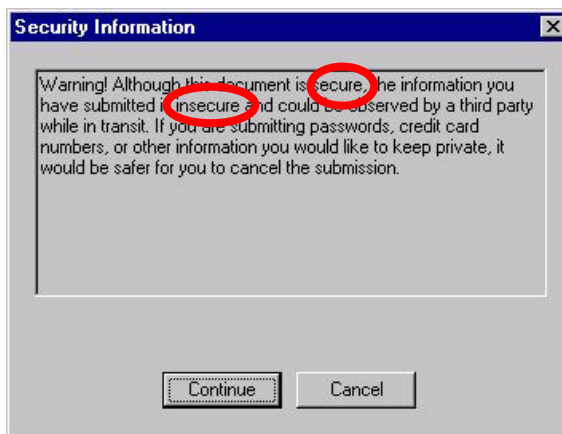 Security Information
Warning! Although this document is secure, the information you
have submitted is insecure and could be observed by a third party
while in transit. If you are submitting passwords, credit card
numbers, or other information you would like to keep private, it
would be safer for you to cancel the submission.
Continue
Cancel